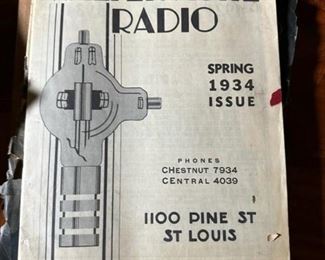 RADIO
SPRING
1934
ISSUE
PHONES
CHESTNUT 7934
CENTRAL 4039
1100 PINE ST
ST LOUIS